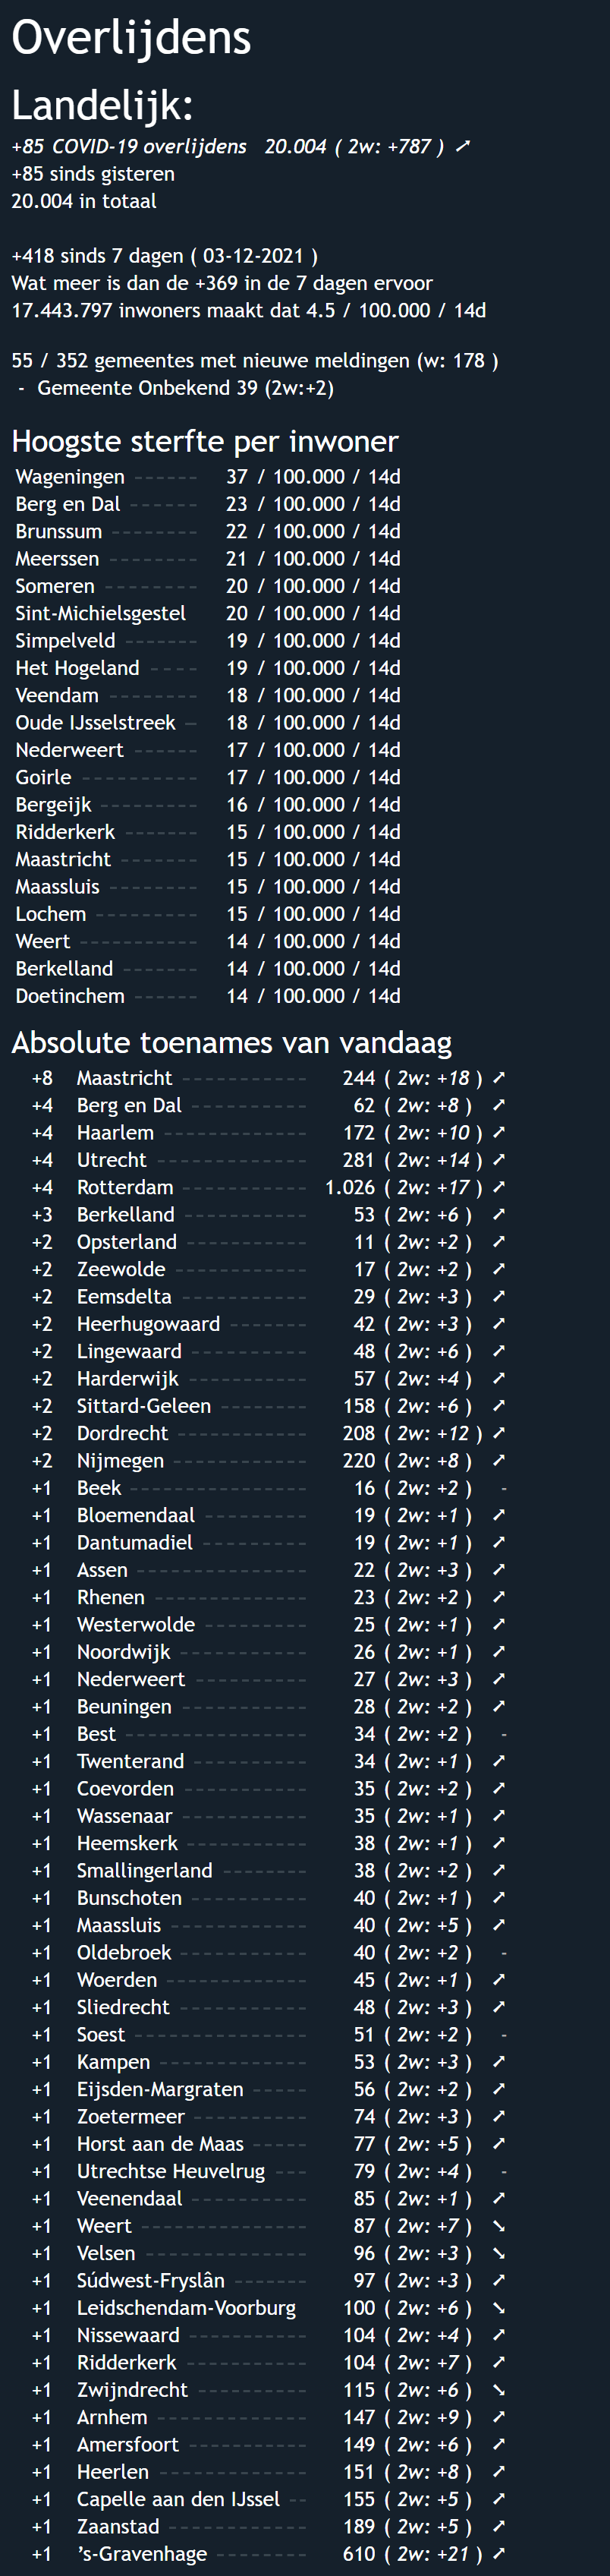 Overlijdens
Landelijk:
+85 COVID-19 overlijdens 20.004 ( 2w: +787 ) ➚
+85 sinds gisteren
20.004 in totaal
+418 sinds 7 dagen ( 03-12-2021 )
Wat meer is dan de +369 in de 7 dagen ervoor
17.443.797 inwoners maakt dat 4.5 / 100.000 / 14d
55 / 352 gemeentes met nieuwe meldingen (w: 178 )
- Gemeente Onbekend 39 (2w:+2)
Hoogste sterfte per inwoner
Wageningen ------ 37 / 100.000 / 14d
Berg en Dal ------ 23 / 100.000 / 14d
Brunssum -------- 22 / 100.000 / 14d
Meerssen -------- 21 / 100.000 / 14d
Someren -------- 20 / 100.000 / 14d
Sint-Michielsgestel 20 / 100.000 / 14d
Simpelveld ------- 19 / 100.000 / 14d
Het Hogeland ---- 19 / 100.000 / 14d
Veendam -------- 18 / 100.000 / 14d
Oude IJsselstreek – 18 / 100.000 / 14d
Nederweert ------ 17 / 100.000 / 14d
Goirle ---------- 17 / 100.000 / 14d
Bergeijk --------- 16 / 100.000 / 14d
Ridderkerk ------- 15 / 100.000 / 14d
Maastricht ------- 15 / 100.000 / 14d
Maassluis -------- 15 / 100.000 / 14d
Lochem --------- 15 / 100.000 / 14d
Weert ----------- 14 / 100.000 / 14d
Berkelland ------- 14 / 100.000 / 14d
Doetinchem ------ 14 / 100.000 / 14d
Absolute toenames van vandaag
+8 Maastricht ----------- 244 ( 2w: +18 ) ➚
+4 Berg en Dal ---------- 62 ( 2w: +8 ) ➚
+4 Haarlem ------------- 172 ( 2w: +10 ) ➚
+4 Utrecht ------------- 281 ( 2w: +14 ) ➚
+4 Rotterdam ----------- 1.026 ( 2w: +17 ) ➚
+3 Berkelland ----------- 53 ( 2w: +6 ) ➚
+2 Opsterland ----------- 11 ( 2w: +2 ) ➚
+2 Zeewolde ------------ 17 ( 2w: +2 ) ➚
+2 Eemsdelta ----------- 29 ( 2w: +3 ) ➚
+2 Heerhugowaard ------- 42 ( 2w: +3 ) ➚
+2 Lingewaard ---------- 48 ( 2w: +6 ) ➚
+2 Harderwijk ----------- 57 ( 2w: +4 ) ➚
+2 Sittard-Geleen -------- 158 ( 2w: +6 ) ➚
+2 Dordrecht ------------ 208 ( 2w: +12 ) ➚
+2 Nijmegen ------------ 220 ( 2w: +8 ) ➚
+1 Beek ---------------- 16 ( 2w: +2 ) -
+1 Bloemendaal --------- 19 ( 2w: +1 ) ➚
+1 Dantumadiel --------- 19 ( 2w: +1 ) ➚
+1 Assen --------------- 22 ( 2w: +3 ) ➚
+1 Rhenen -------------- 23 ( 2w: +2 ) ➚
+1 Westerwolde --------- 25 ( 2w: +1 ) ➚
+1 Noordwijk ----------- 26 ( 2w: +1 ) ➚
+1 Nederweert ---------- 27 ( 2w: +3 ) ➚
+1 Beuningen ----------- 28 ( 2w: +2 ) ➚
+1 Best ---------------- 34 ( 2w: +2 ) -
+1 Twenterand ---------- 34 ( 2w: +1 ) ➚
+1 Coevorden ----------- 35 ( 2w: +2 ) ➚
+1 Wassenaar ----------- 35 ( 2w: +1 ) ➚
+1 Heemskerk ----------- 38 ( 2w: +1 ) ➚
+1 Smallingerland -------- 38 ( 2w: +2 ) ➚
+1 Bunschoten ---------- 40 ( 2w: +1 ) ➚
+1 Maassluis ------------ 40 ( 2w: +5 ) ➚
+1 Oldebroek ----------- 40 ( 2w: +2 ) -
+1 Woerden ------------- 45 ( 2w: +1 ) ➚
+1 Sliedrecht ------------ 48 ( 2w: +3 ) ➚
+1 Soest ---------------- 51 ( 2w: +2 ) -
+1 Kampen ------------- 53 ( 2w: +3 ) ➚
+1 Eijsden-Margraten ----- 56 ( 2w: +2 ) ➚
+1 Zoetermeer ---------- 74 ( 2w: +3 ) ➚
+1 Horst aan de Maas ----- 77 ( 2w: +5 ) ➚
+1 Utrechtse Heuvelrug --- 79 ( 2w: +4 ) -
+1 Veenendaal ---------- 85 ( 2w: +1 ) ➚
+1 Weert --------------- 87 ( 2w: +7 ) ➘
+1 Velsen --------------- 96 ( 2w: +3 ) ➘
+1 Súdwest-Fryslân ------- 97 ( 2w: +3 ) ➚
+1 Leidschendam-Voorburg 100 ( 2w: +6 ) ➘
+1 Nissewaard ----------- 104 ( 2w: +4 ) ➚
+1 Ridderkerk ----------- 104 ( 2w: +7 ) ➚
+1 Zwijndrecht ---------- 115 ( 2w: +6 ) ➘
+1 Arnhem -------------- 147 ( 2w: +9 ) ➚
+1 Amersfoort ----------- 149 ( 2w: +6 ) ➚
+1 Heerlen ------------- 151 ( 2w: +8 ) ➚
+1 Capelle aan den IJssel -- 155 ( 2w: +5 ) ➚
+1 Zaanstad ------------- 189 ( 2w: +5 ) ➚
+1 ’s-Gravenhage -------- 610 ( 2w: +21 ) ➚